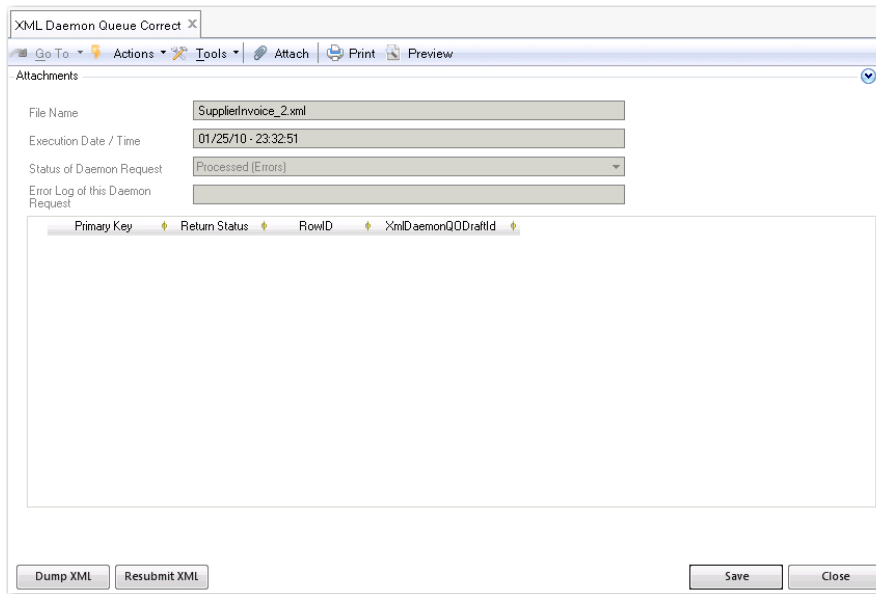 XML Daemon Queue Correct
Go To Actions Tools Attach Print Preview
Attachments
File Name SupplierInvoice_2.xml
Execution Date / Time 01/25/10 - 23:32:51
Status of Daemon Request Processed (Errors)
Error Log of this Daemon
Request
Primary Key Return Status RowID XmlDaemonQODraftId
Dump XML Resubmit XML Save Close